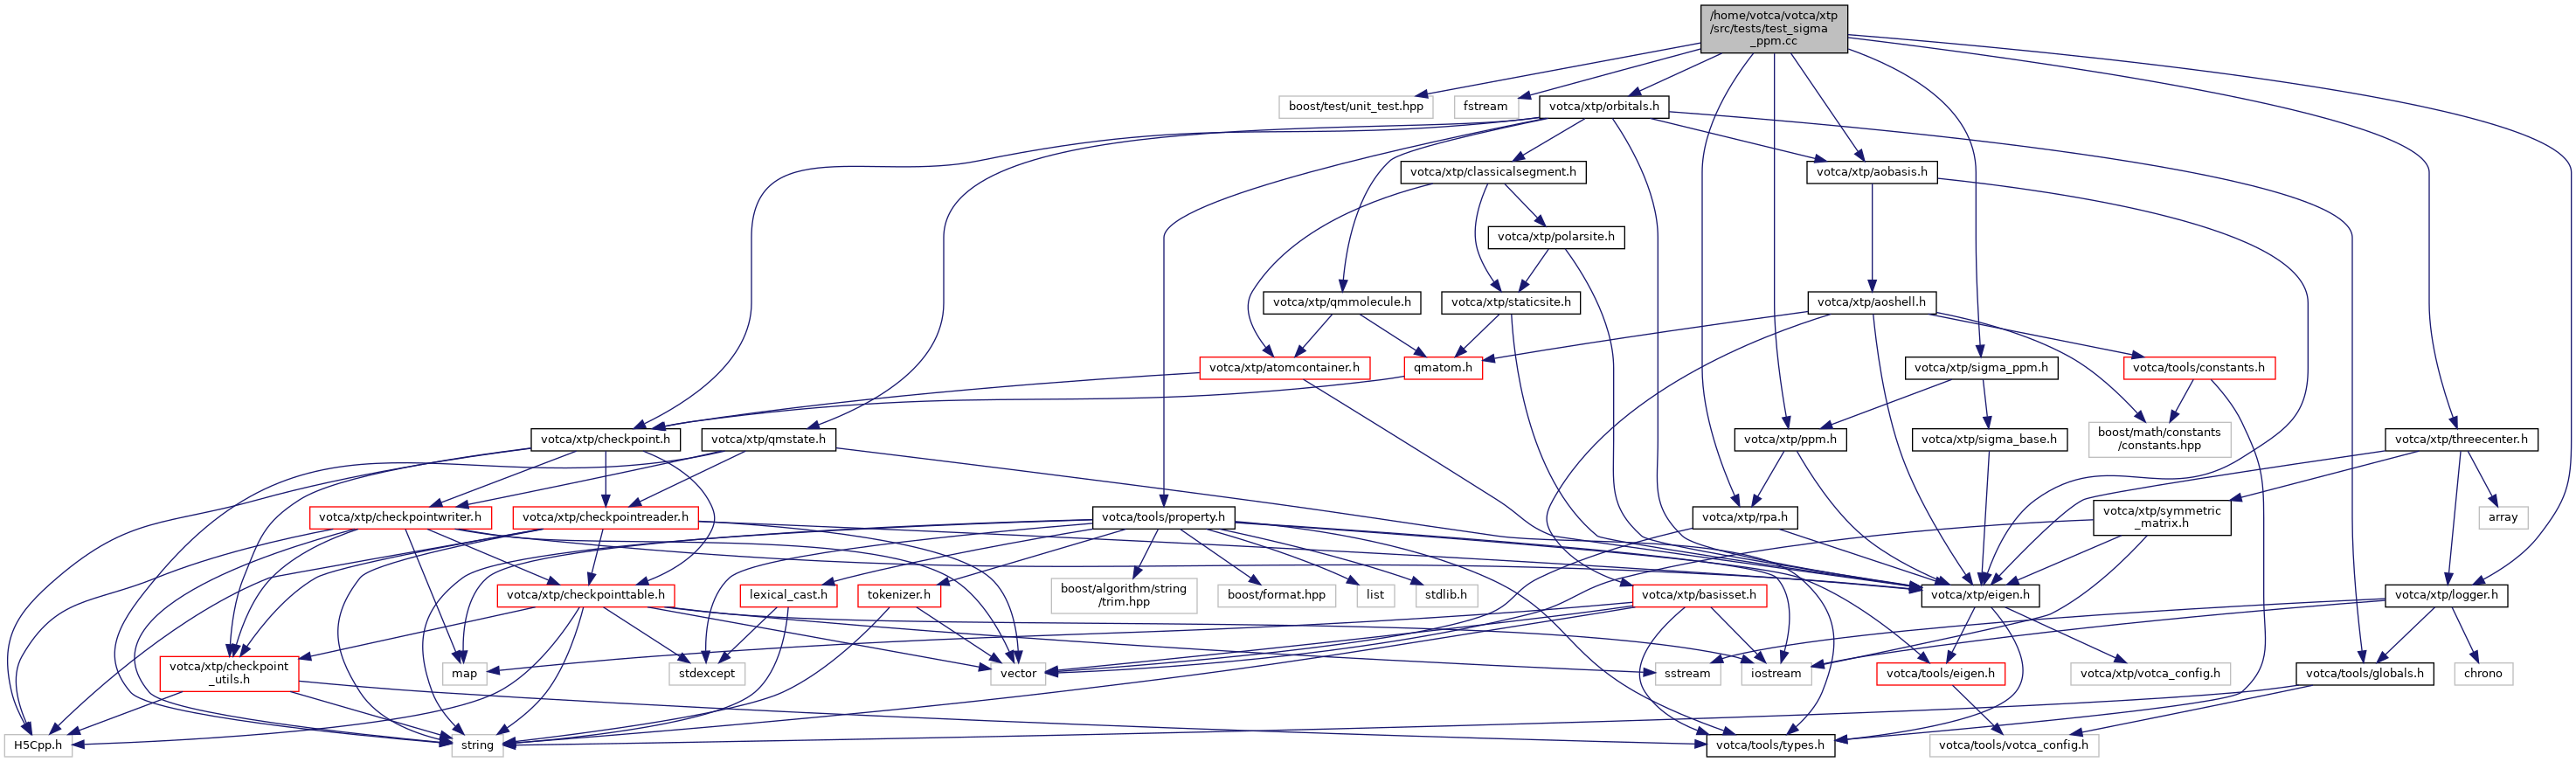 /home/votca/votca/xtp
/src/tests/test_sigma
_ppm.cc
boost/test/unit_test.hpp
fstream
votca/xtp/orbitals.h
votca/xtp/classicalsegment.h
votca/xtp/aobasis.h
votca/xtp/polarsite.h
votca/xtp/qmmolecule.h
votca/xtp/staticsite.h
votca/xtp/aoshell.h
votca/xtp/atomcontainer.h
qmatom.h
votca/xtp/sigma_ppm.h
votca/tools/constants.h
votca/xtp/checkpoint.h
votca/xtp/qmstate.h
votca/xtp/ppm.h
votca/xtp/sigma_base.h
boost/math/constants
/constants.hpp
votca/xtp/threecenter.h
votca/xtp/checkpointwriter.h
votca/xtp/checkpointreader.h
votca/tools/property.h
votca/xtp/rpa.h
votca/xtp/symmetric
_matrix.h
array
votca/xtp/checkpointtable.h
lexical_cast.h
tokenizer.h
boost/algorithm/string
/trim.hpp
boost/format.hpp
list
stdlib.h
votca/xtp/basisset.h
votca/xtp/eigen.h
votca/xtp/logger.h
votca/xtp/checkpoint
_utils.h
map
stdexcept
vector
sstream
iostream
votca/tools/eigen.h
votca/xtp/votca_config.h
votca/tools/globals.h
chrono
H5Cpp.h
string
votca/tools/types.h
votca/tools/votca_config.h